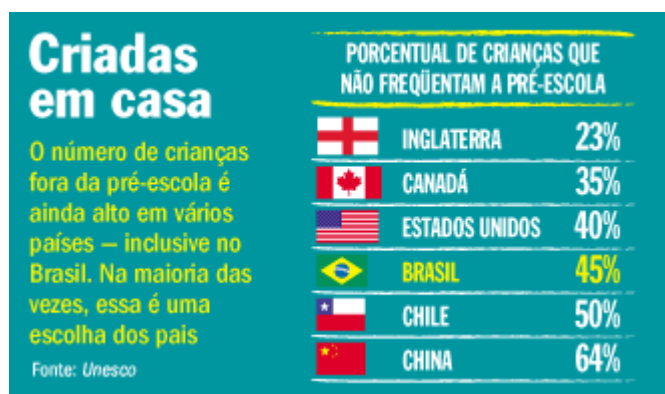 Criadas
em casa
O número de crianças
fora da pré-escola é
ainda alto em vários
países — inclusive no
Brasil. Na maioria das
vezes, essa é uma
escolha dos pais
Fonte: Unesco
PORCENTUAL DE CRIANÇAS QUE
NÃO FREQÜENTAM A PRÉ-ESCOLA
INGLATERRA 23%
CANADÁ 35%
ESTADOS UNIDOS 40%
BRASIL 45%
CHILE 50%
CHINA 64%